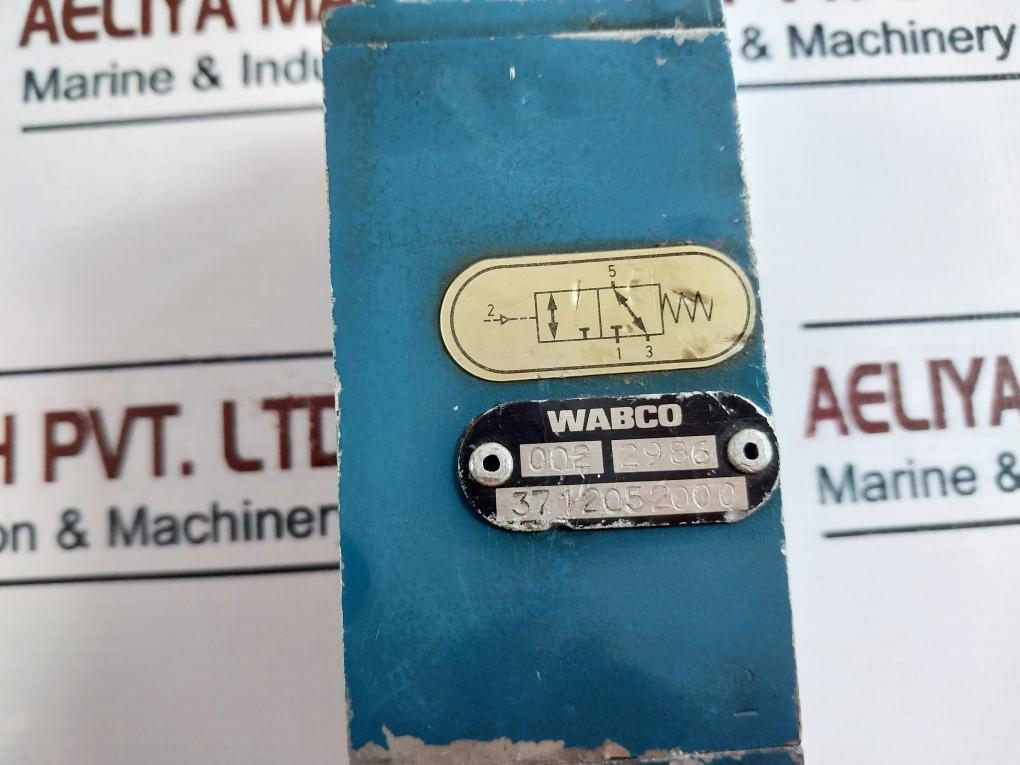 AELIYA MA
Marine & Indu
& Machinery
5
2
1 3
WABCO
002 2986
3712052000
H PVT. LTD
on & Machiner
AELIYA
Marine &